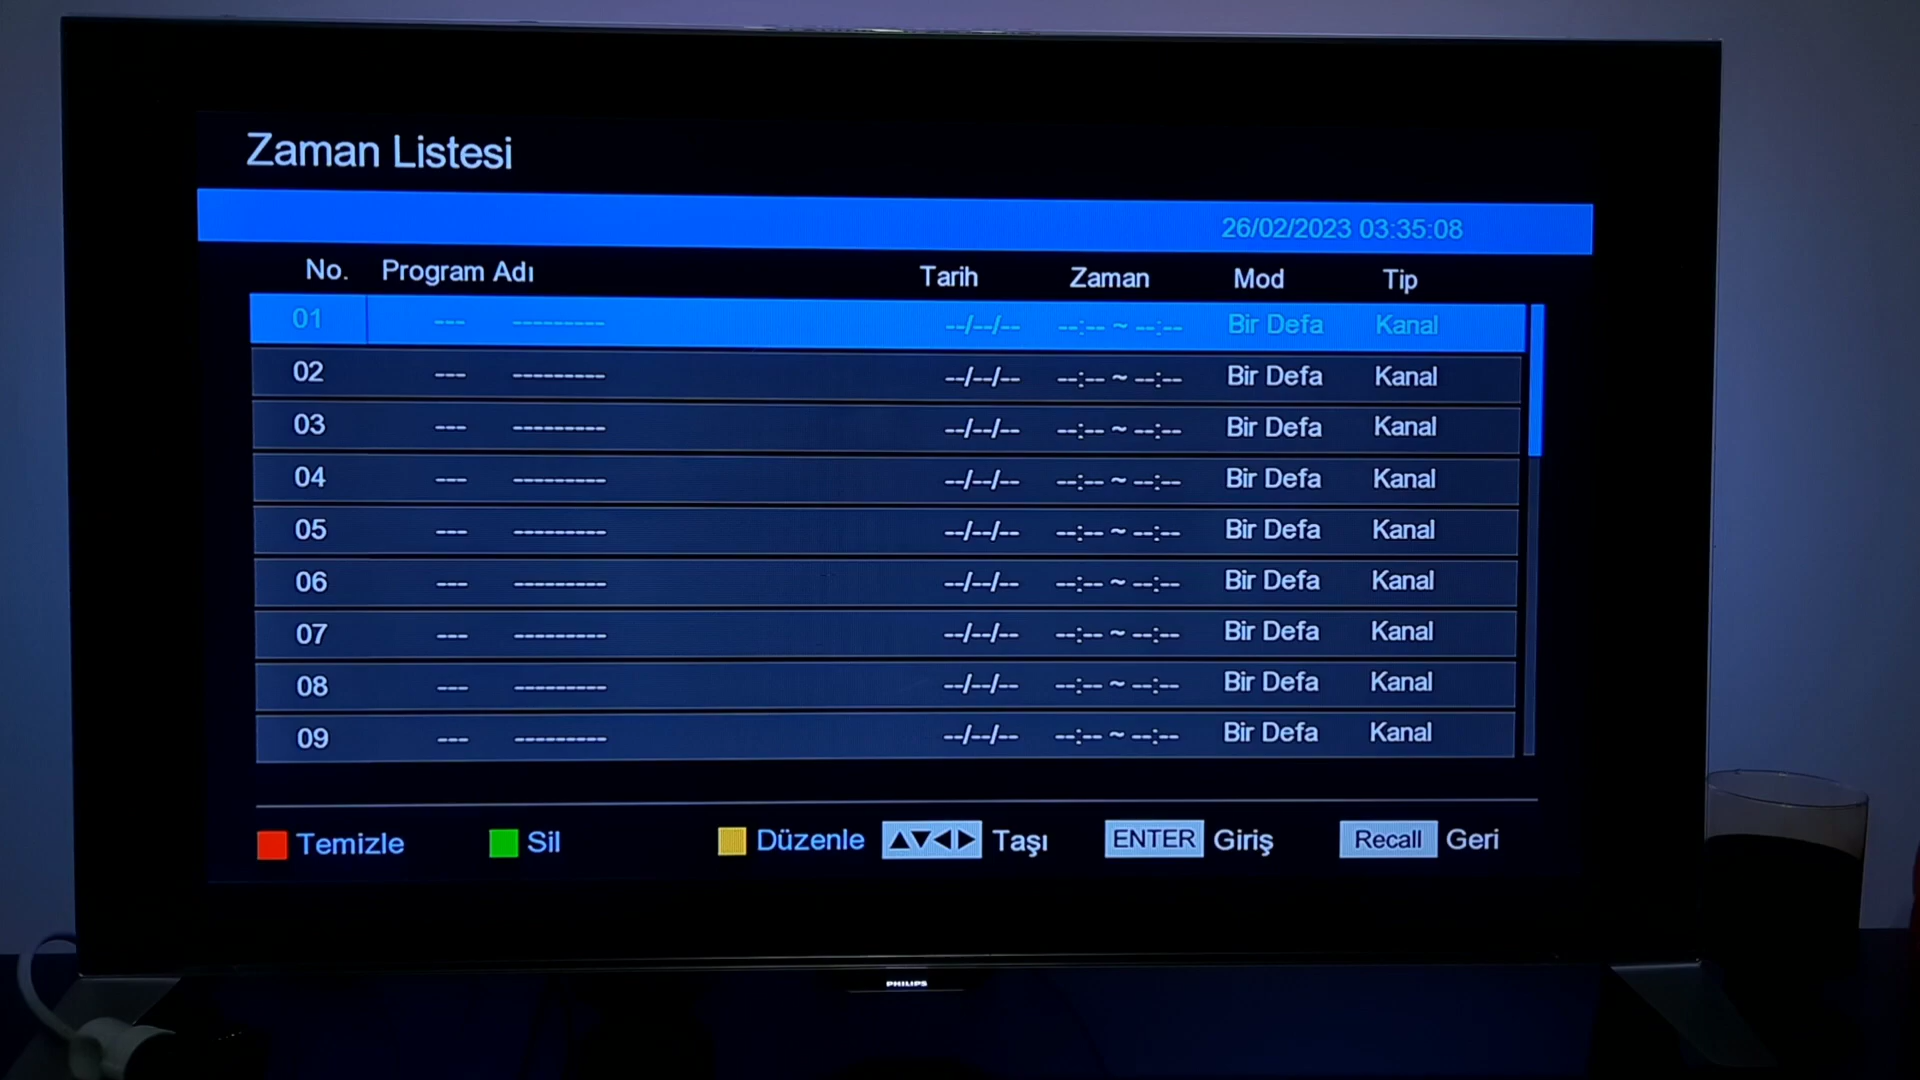 Zaman Listesi
26/02/2023 03:35:08
No. Program Adı Tarih Zaman Mod Tip
01 --- --------- --/--/-- --:-- ~ --:-- Bir Defa Kanal
02 --- --------- --/--/-- --:-- ~ --:-- Bir Defa Kanal
03 --- --------- --/--/-- --:-- ~ --:-- Bir Defa Kanal
04 --- --------- --/--/-- --:-- ~ --:-- Bir Defa Kanal
05 --- --------- --/--/-- --:-- ~ --:-- Bir Defa Kanal
06 --- --------- --/--/-- --:-- ~ --:-- Bir Defa Kanal
07 --- --------- --/--/-- --:-- ~ --:-- Bir Defa Kanal
08 --- --------- --/--/-- --:-- ~ --:-- Bir Defa Kanal
09 --- --------- --/--/-- --:-- ~ --:-- Bir Defa Kanal
Temizle Sil Düzenle Taşı ENTER Giriş Recall Geri
PHILIPS